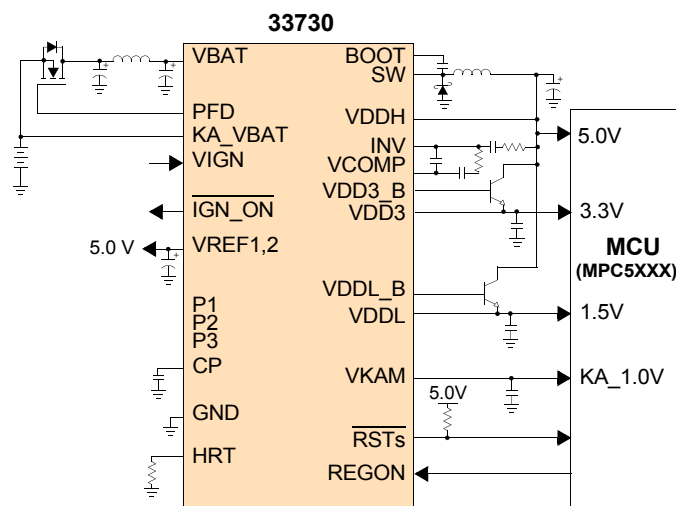 33730
VBAT
PFD
KA_VBAT
VIGN
IGN_ON
5.0 V
VREF1,2
P1
P2
P3
CP
GND
HRT
BOOT
SW
VDDH
INV
VCOMP
VDD3_B
VDD3
VDDL_B
VDDL
VKAM
5.0V
RSTs
REGON
5.0V
3.3V
MCU
(MPC5XXX)
1.5V
KA_1.0V